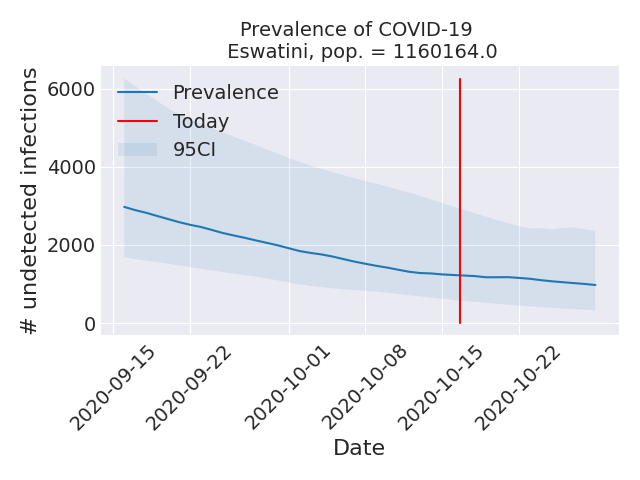 Prevalence of COVID-19
Eswatini, pop. = 1160164.0
# undetected infections
6000
4000
2000
0
Prevalence
Today
95CI
2020-09-15
2020-09-22
2020-10-01
2020-10-08
2020-10-15
2020-10-22
Date